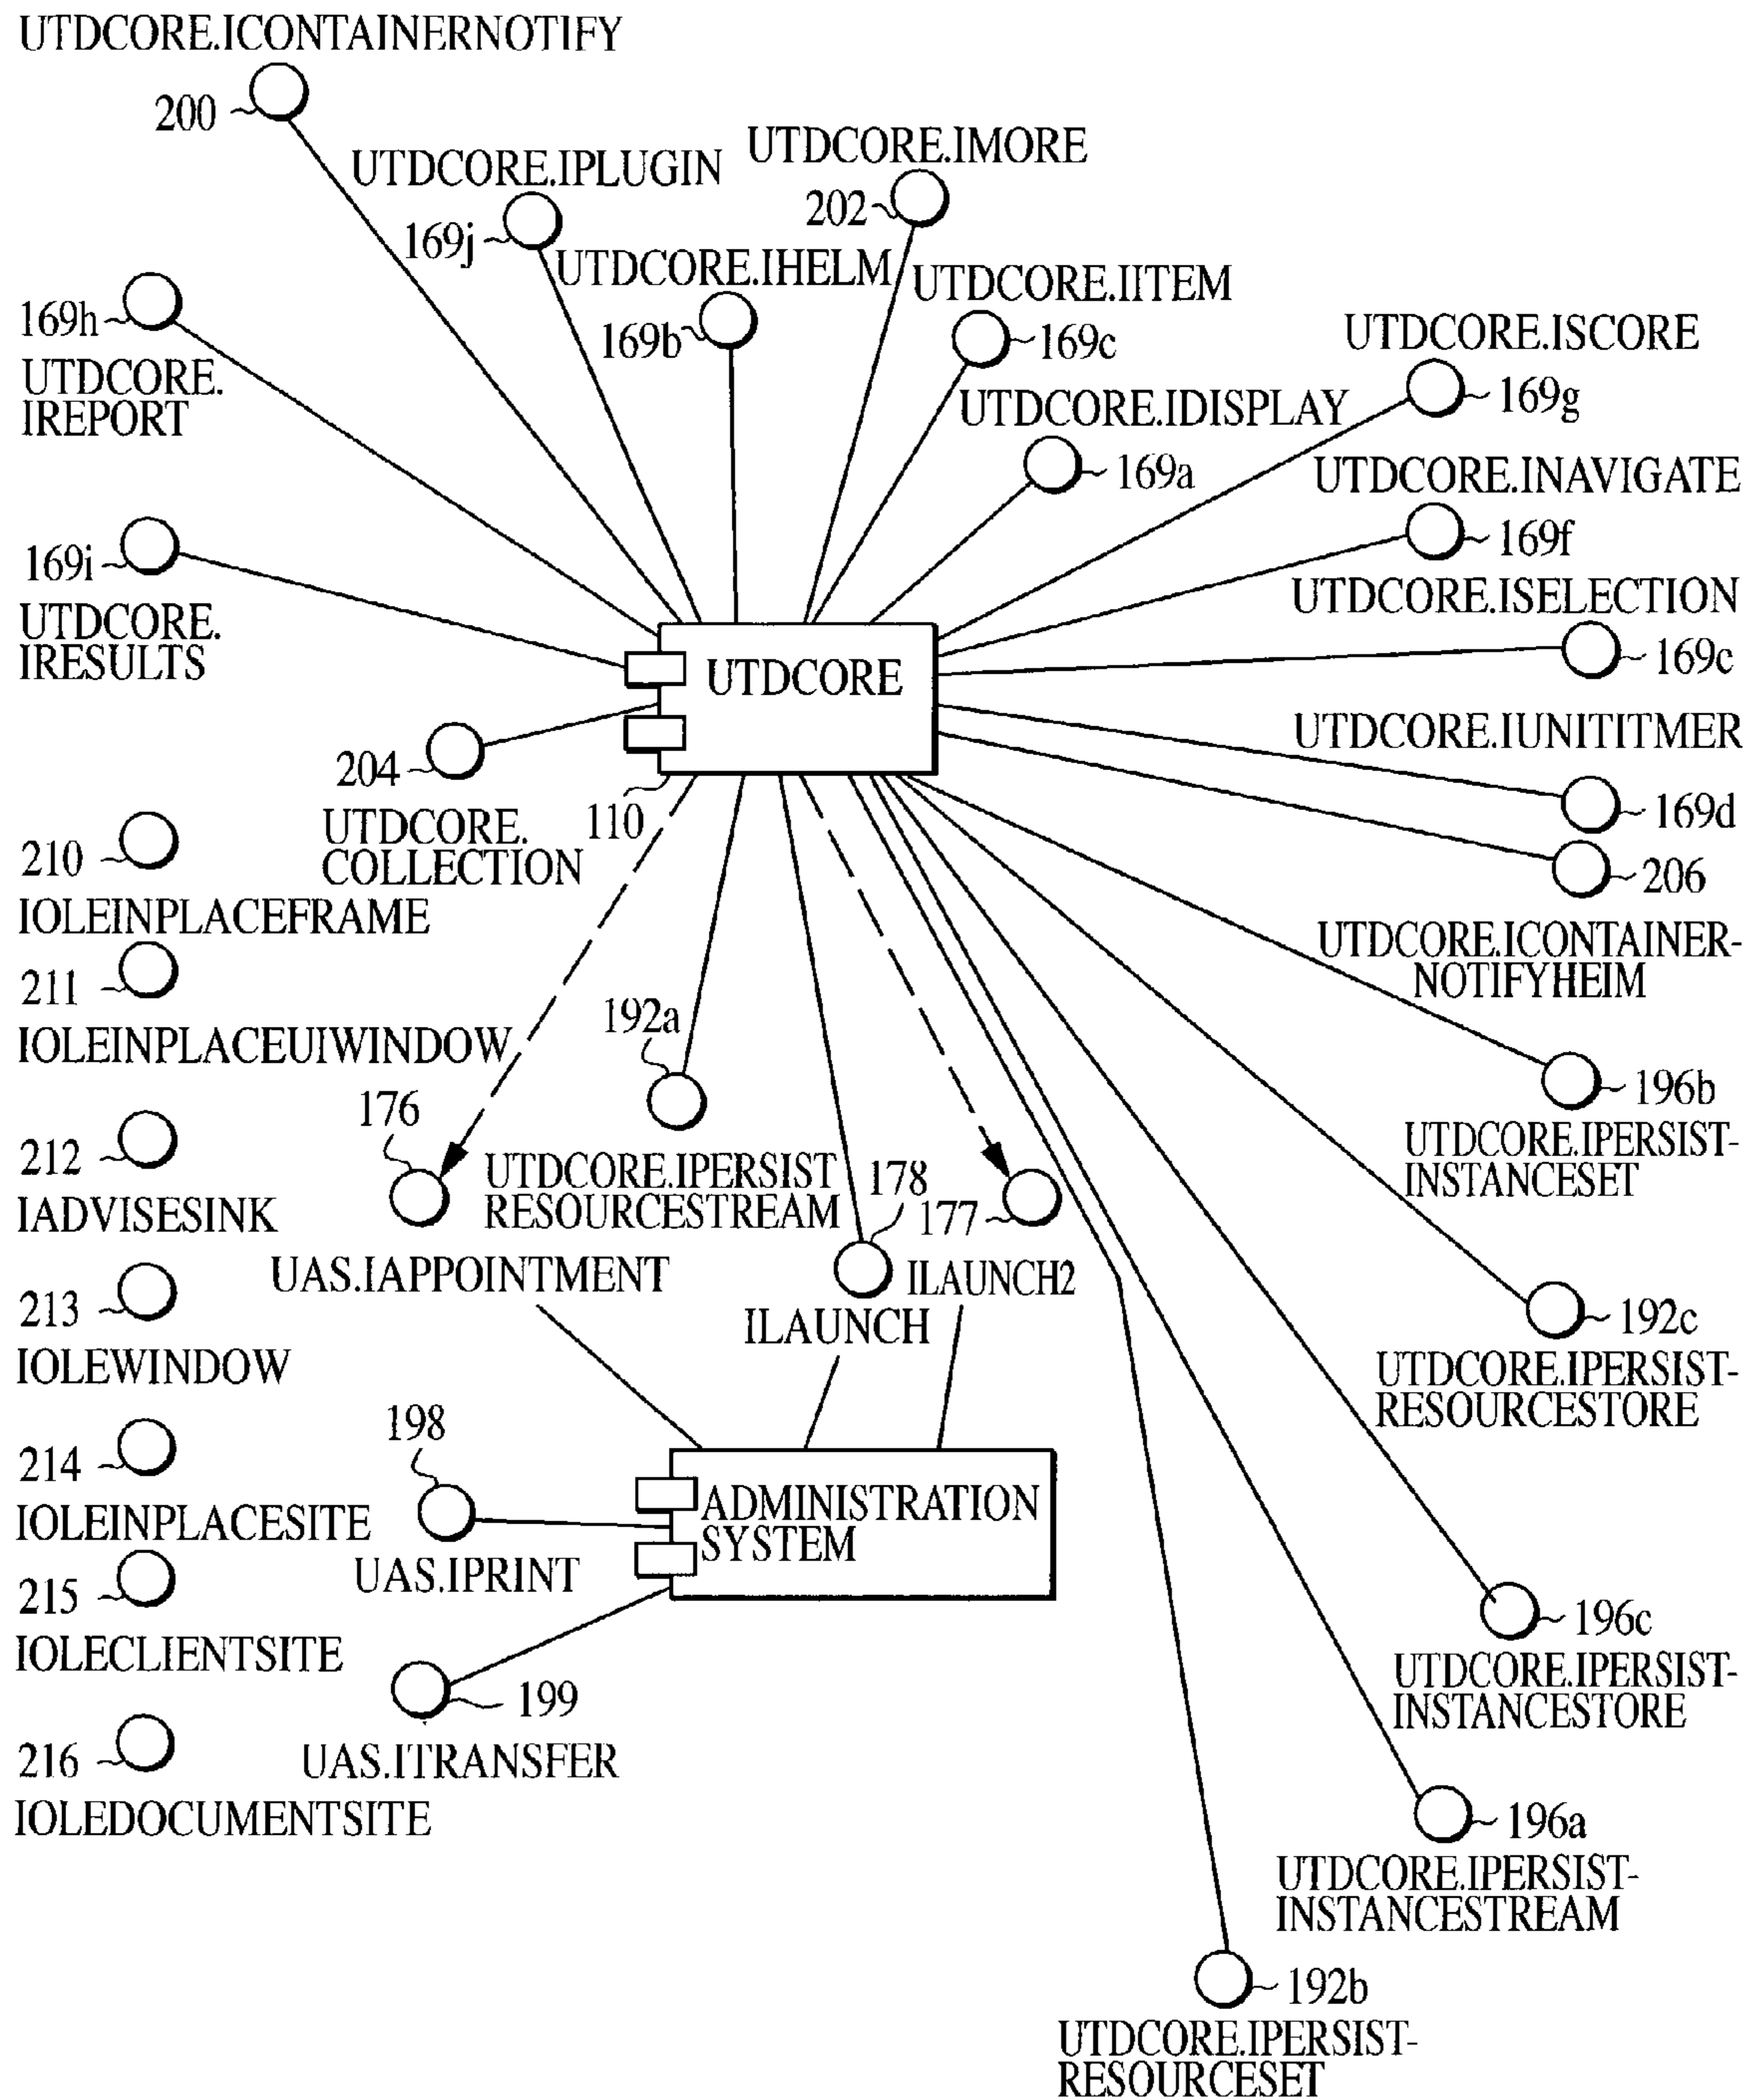 UTDCORE.ICONTAINERNOTIFY
200
UTDCORE.IPLUGIN
169j
UTDCORE.IMORE
202
UTDCORE.IHELM
169b
UTDCORE.IITEM
169c
169h
UTDCORE.
IREPORT
UTDCORE.ISCORE
169g
UTDCORE.IDISPLAY
169a
UTDCORE.INAVIGATE
169f
169i
UTDCORE.
IRESULTS
UTDCORE.ISELECTION
169c
UTDCORE
UTDCORE.IUNITITMER
169d
204
UTDCORE.
COLLECTION
110
206
UTDCORE.ICONTAINER-
NOTIFYHEIM
210
IOLEINPLACEFRAME
211
IOLEINPLACEUIWINDOW
192a
UTDCORE.IPERSIST
RESOURCESTREAM
196b
UTDCORE.IPERSIST-
INSTANCESET
176
UAS.IAPPOINTMENT
212
IADVISESINK
178
ILAUNCH
177
ILAUNCH2
213
IOLEWINDOW
192c
UTDCORE.IPERSIST-
RESOURCESTORE
198
UAS.IPRINT
214
IOLEINPLACESITE
ADMINISTRATION
SYSTEM
215
IOLECLIENTSITE
196c
UTDCORE.IPERSIST-
INSTANCESTORE
199
UAS.ITRANSFER
216
IOLEDOCUMENTSITE
196a
UTDCORE.IPERSIST-
INSTANCESTREAM
192b
UTDCORE.IPERSIST-
RESOURCESET